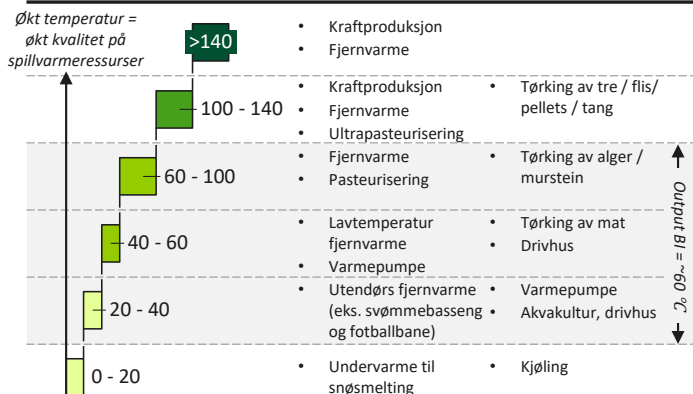 Økt temperatur =
økt kvalitet på
spillvarmeressurser
>140
• Kraftproduksjon
• Fjernvarme
100 - 140
• Kraftproduksjon
• Fjernvarme
• Ultrapasteurisering
• Tørking av tre / flis/
pellets / tang
60 - 100
• Fjernvarme
• Pasteurisering
• Tørking av alger /
murstein
40 - 60
• Lavtemperatur
fjernvarme
• Varmepumpe
• Tørking av mat
• Drivhus
20 - 40
• Utendørs fjernvarme
(eks. svømmebasseng
og fotballbane)
• Varmepumpe
• Akvakultur, drivhus
0 - 20
• Undervarme til
snøsmelting
• Kjøling
Output BI = ~60 °C